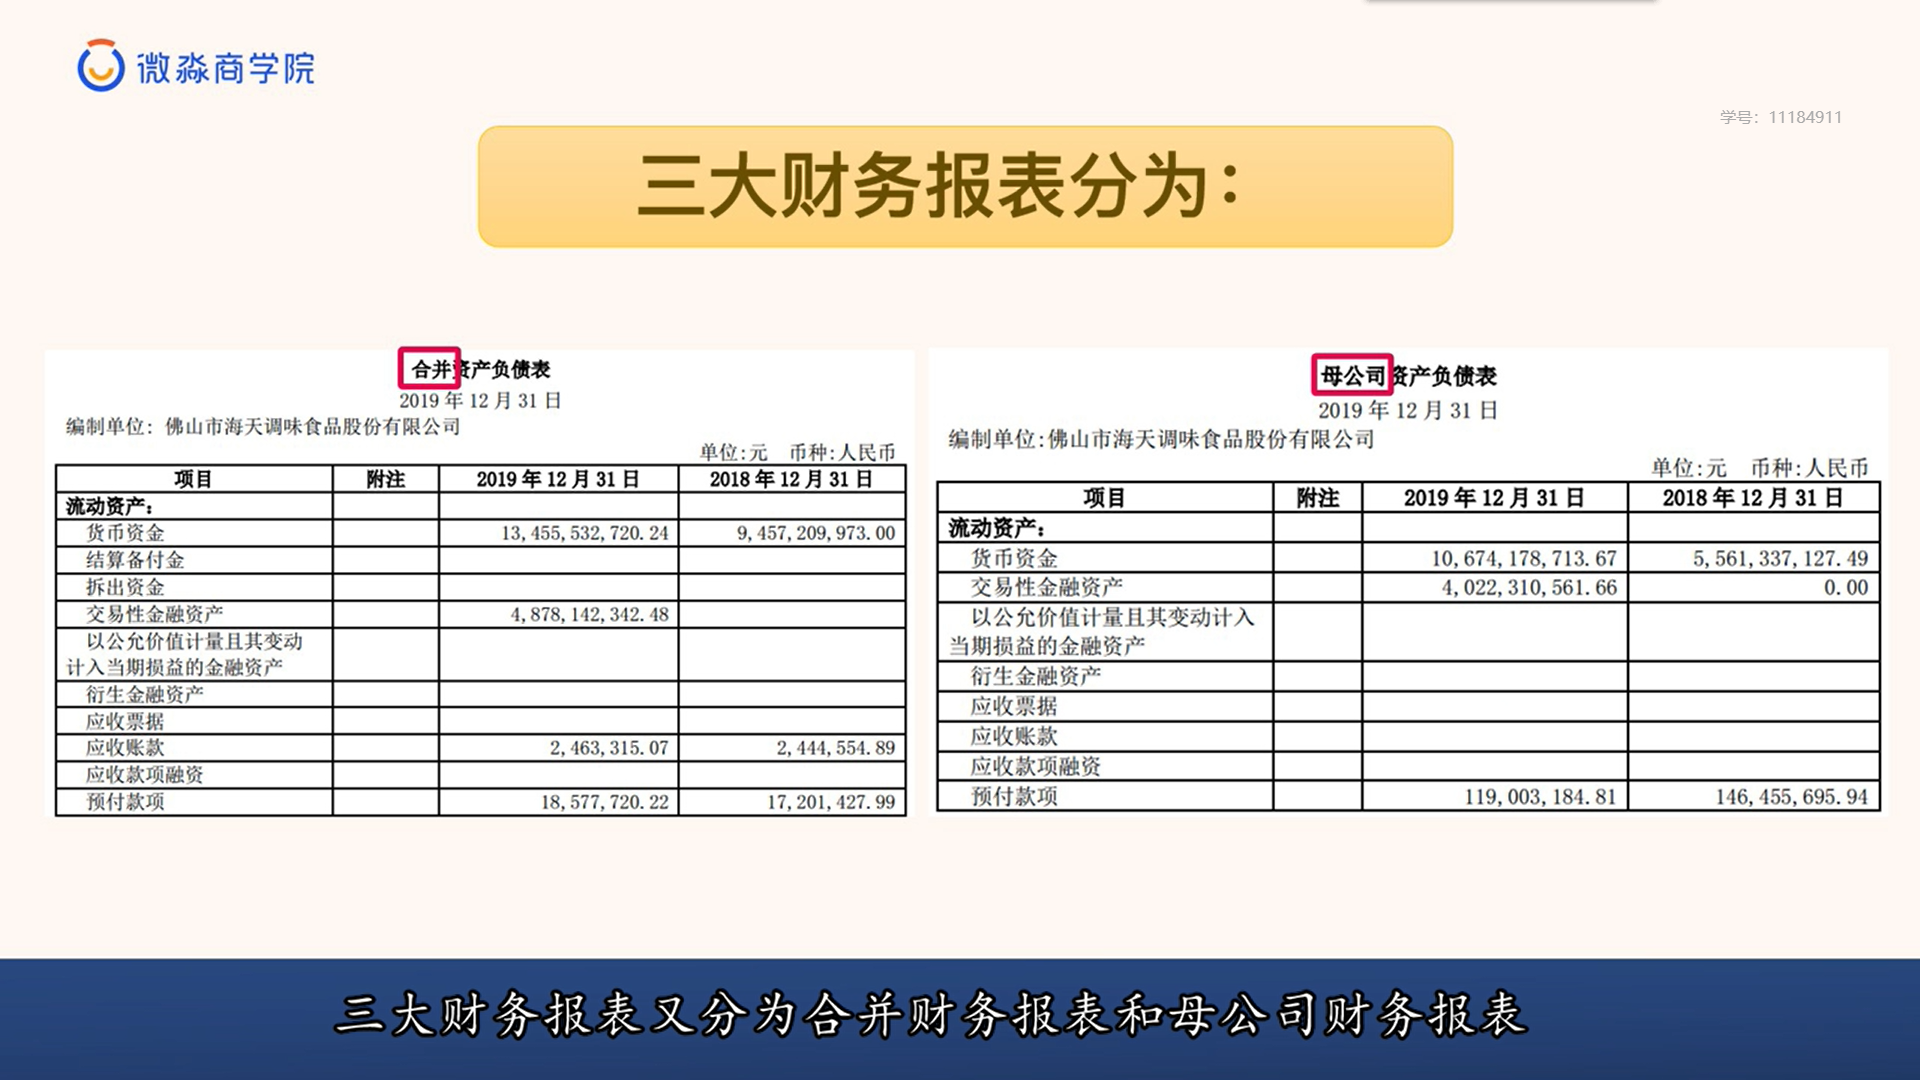 微淼商学院
学号：11184911
三大财务报表分为：
合并资产负债表
2019 年 12 月 31 日
编制单位：佛山市海天调味食品股份有限公司
单位:元 币种:人民币
项目 附注 2019 年 12 月 31 日 2018 年 12 月 31 日
流动资产：
货币资金 13,455,532,720.24 9,457,209,973.00
结算备付金
拆出资金
交易性金融资产 4,878,142,342.48
以公允价值计量且其变动
计入当期损益的金融资产
衍生金融资产
应收票据
应收账款 2,463,315.07 2,444,554.89
应收款项融资
预付款项 18,577,720.22 17,201,427.99
母公司资产负债表
2019 年 12 月 31 日
编制单位:佛山市海天调味食品股份有限公司
单位:元 币种:人民币
项目 附注 2019 年 12 月 31 日 2018 年 12 月 31 日
流动资产：
货币资金 10,674,178,713.67 5,561,337,127.49
交易性金融资产 4,022,310,561.66 0.00
以公允价值计量且其变动计入
当期损益的金融资产
衍生金融资产
应收票据
应收账款
应收款项融资
预付款项 119,003,184.81 146,455,695.94
三大财务报表又分为合并财务报表和母公司财务报表